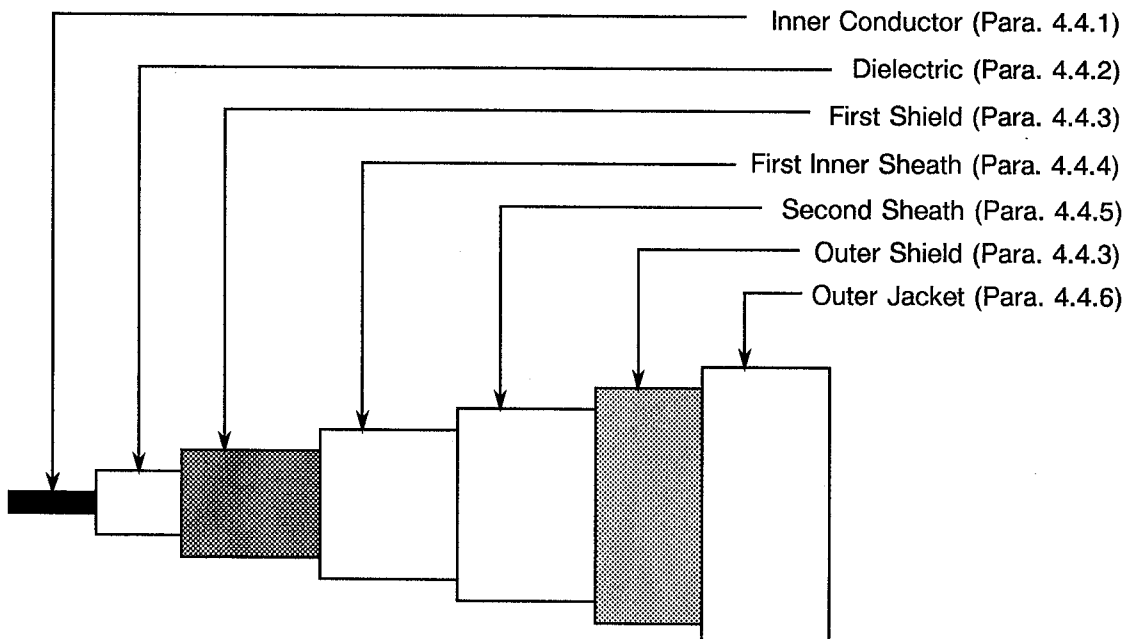 Inner Conductor (Para. 4.4.1)
Dielectric (Para. 4.4.2)
First Shield (Para. 4.4.3)
First Inner Sheath (Para. 4.4.4)
Second Sheath (Para. 4.4.5)
Outer Shield (Para. 4.4.3)
Outer Jacket (Para. 4.4.6)